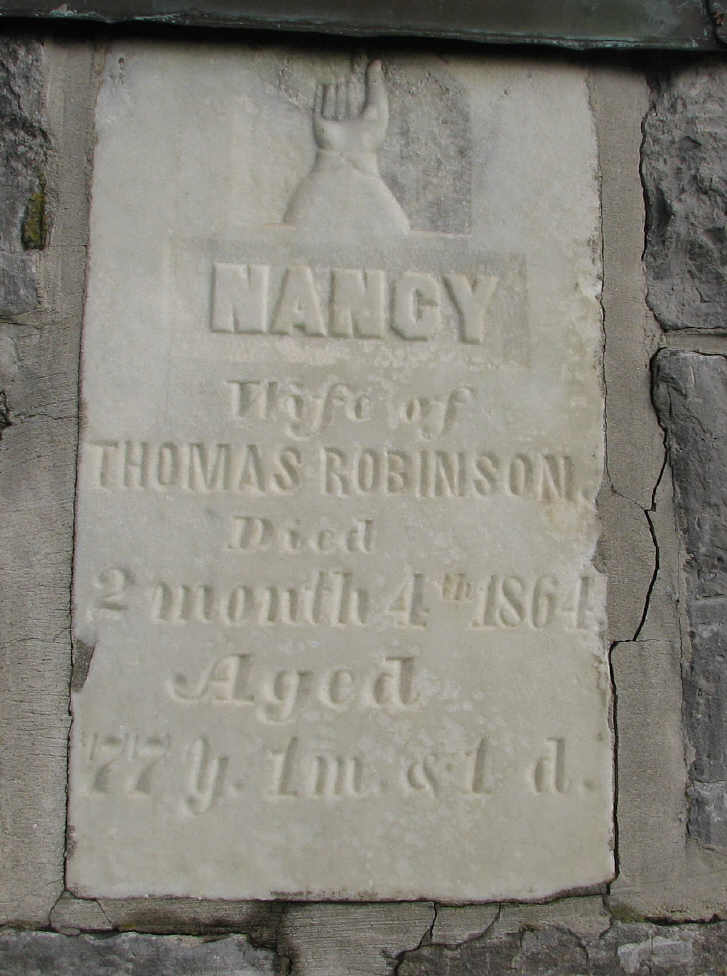 NANCY
Wife of
THOMAS ROBINSON.
Died
2 month 4th 1864
Aged
77 y. 1 m. & 1 d.